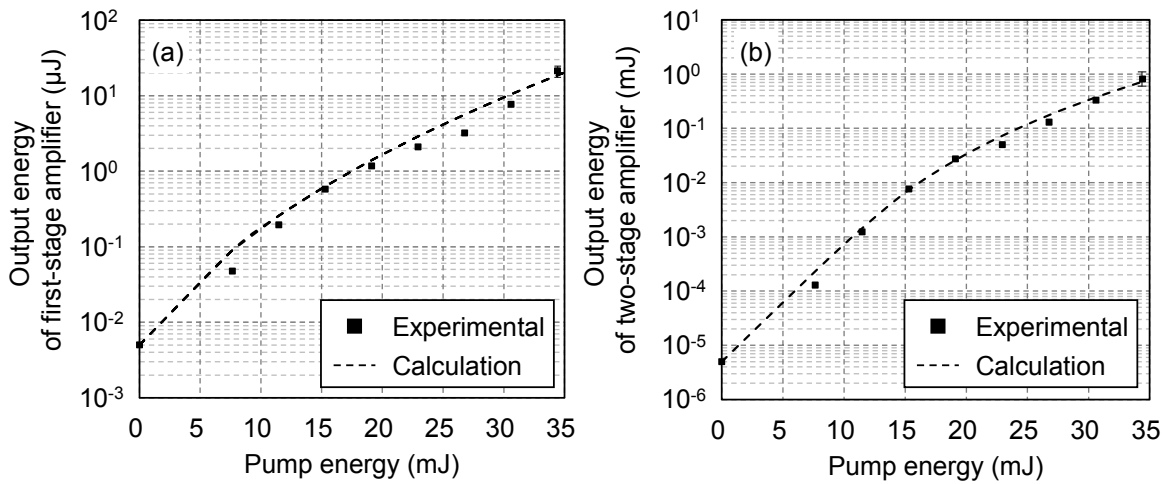 (a)
Output energy
of first-stage amplifier (μJ)
10²
10¹
10⁰
10⁻¹
10⁻²
10⁻³
0 5 10 15 20 25 30 35
Pump energy (mJ)
Experimental
Calculation
(b)
Output energy
of two-stage amplifier (mJ)
10¹
10⁰
10⁻¹
10⁻²
10⁻³
10⁻⁴
10⁻⁵
10⁻⁶
0 5 10 15 20 25 30 35
Pump energy (mJ)
Experimental
Calculation